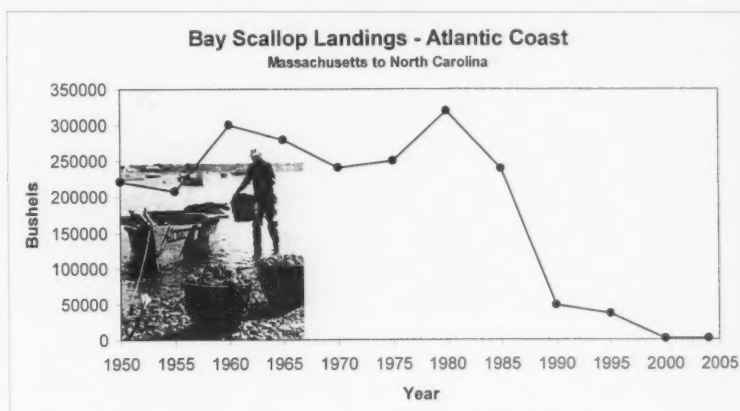 Bay Scallop Landings - Atlantic Coast
Massachusetts to North Carolina
350000
300000
250000
200000
150000
100000
50000
0
Bushels
1950 1955 1960 1965 1970 1975 1980 1985 1990 1995 2000 2005
Year